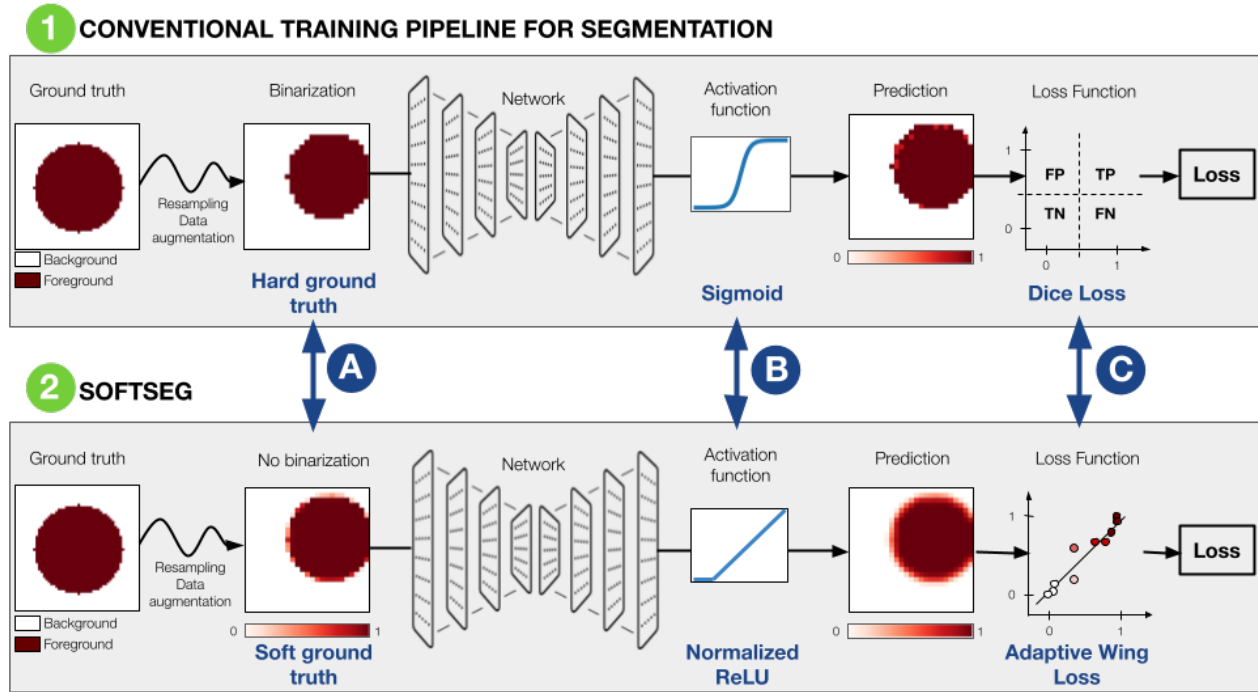 1 CONVENTIONAL TRAINING PIPELINE FOR SEGMENTATION
Ground truth
Binarization
Network
Activation
function
Prediction
Loss Function
Resampling
Data
augmentation
Background
Foreground
Hard ground
truth
Sigmoid
0 1
1
0
FP TP
TN FN
0 1
Dice Loss
Loss
A
B
C
2 SOFTSEG
Ground truth
No binarization
Network
Activation
function
Prediction
Loss Function
Resampling
Data
augmentation
Background
Foreground
0 1
Soft ground
truth
Normalized
ReLU
0 1
1
0
0 1
Adaptive Wing
Loss
Loss